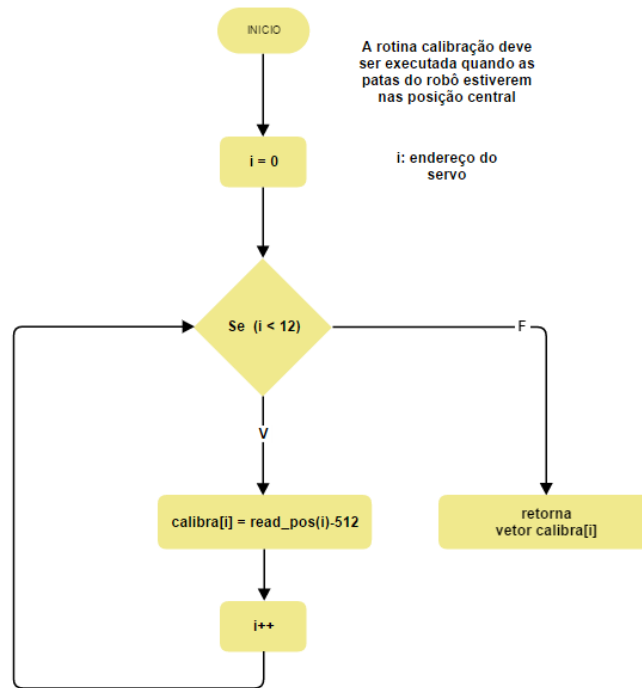 INICIO
A rotina calibração deve
ser executada quando as
patas do robô estiverem
nas posição central
i = 0
i: endereço do
servo
Se (i < 12)
F
V
calibra[i] = read_pos(i)-512
retorna
vetor calibra[i]
i++